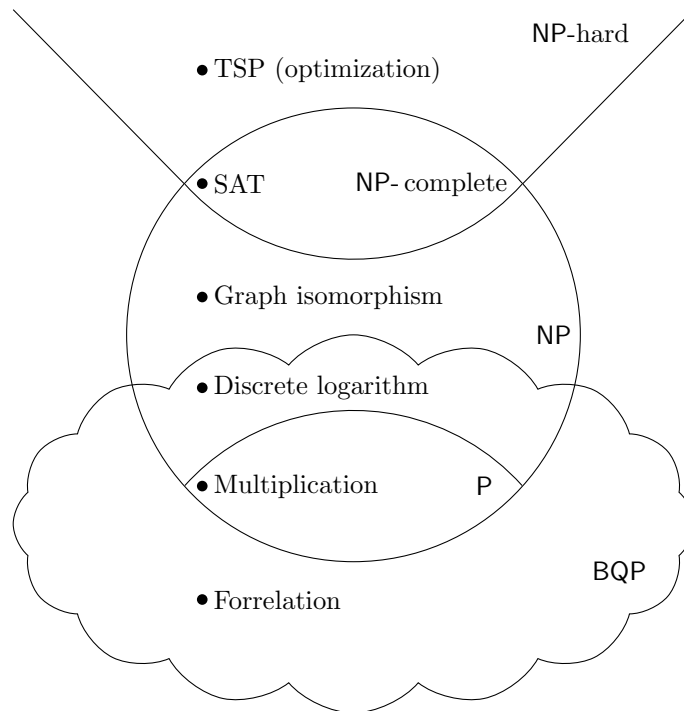 NP-hard
TSP (optimization)
SAT
NP- complete
Graph isomorphism
NP
Discrete logarithm
Multiplication
P
BQP
Forrelation